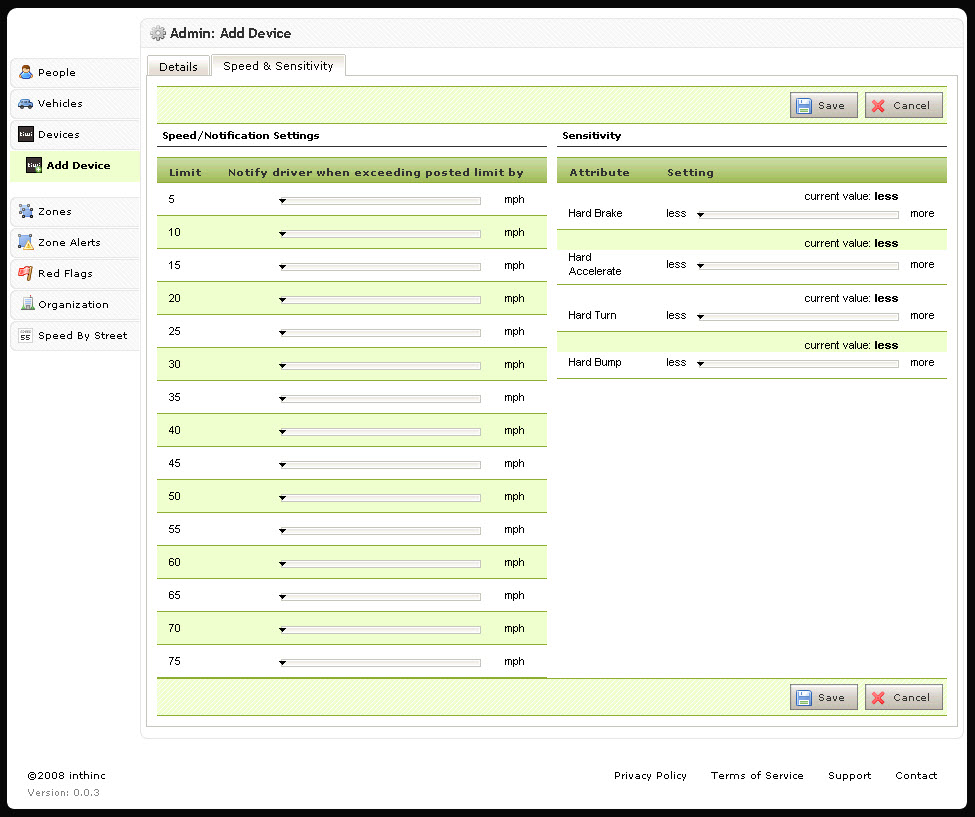 Admin: Add Device
Details
Speed & Sensitivity
People
Vehicles
tiwi Devices
tiwi Add Device
Zones
Zone Alerts
Red Flags
Organization
55 Speed By Street
Save
Cancel
Speed/Notification Settings
Limit Notify driver when exceeding posted limit by
5 mph
10 mph
15 mph
20 mph
25 mph
30 mph
35 mph
40 mph
45 mph
50 mph
55 mph
60 mph
65 mph
70 mph
75 mph
Sensitivity
Attribute Setting
current value: less
Hard Brake less more
current value: less
Hard
Accelerate less more
current value: less
Hard Turn less more
current value: less
Hard Bump less more
Save
Cancel
©2008 inthinc
Version: 0.0.3
Privacy Policy
Terms of Service
Support
Contact